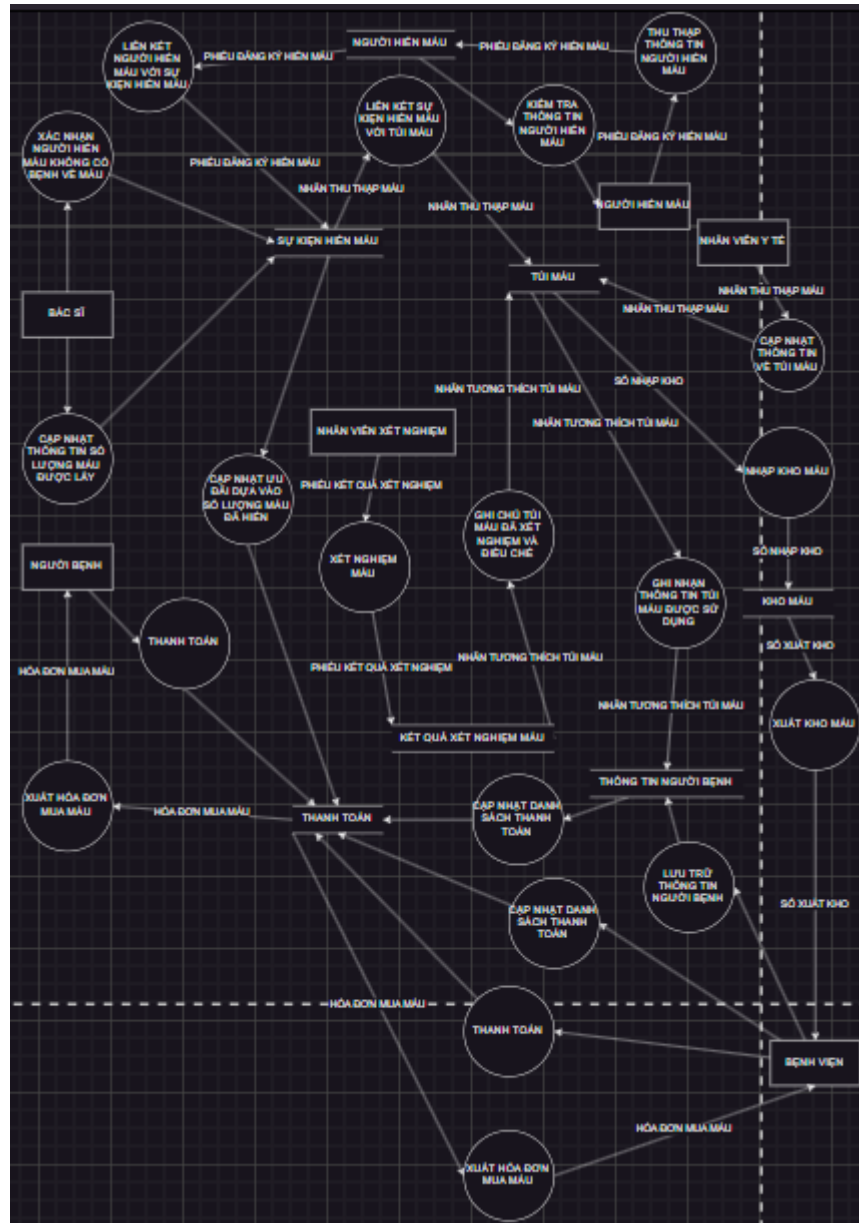 LIÊN KẾT
NGƯỜI HIẾN
MÁU VỚI SỰ
KIỆN HIẾN MÁU
PHIẾU ĐĂNG KÝ HIẾN MÁU
NGƯỜI HIẾN MÁU
PHIẾU ĐĂNG KÝ HIẾN MÁU
THU THẬP
THÔNG TIN
NGƯỜI HIẾN
MÁU
LIÊN KẾT SỰ
KIỆN HIẾN MÁU
VỚI TÚI MÁU
KIỂM TRA
THÔNG TIN
NGƯỜI HIẾN
MÁU
PHIẾU ĐĂNG KÝ HIẾN MÁU
XÁC NHẬN
NGƯỜI HIẾN
MÁU KHÔNG CÓ
BỆNH VỀ MÁU
PHIẾU ĐĂNG KÝ HIẾN MÁU
NHÃN THU THẬP MÁU
NHÃN THU THẬP MÁU
NGƯỜI HIẾN MÁU
SỰ KIỆN HIẾN MÁU
NHÂN VIÊN Y TẾ
TÚI MÁU
NHÃN THU THẬP MÁU
NHÃN THU THẬP MÁU
BÁC SĨ
CẬP NHẬT
THÔNG TIN
VỀ TÚI MÁU
NHÃN TƯƠNG THÍCH TÚI MÁU
SỔ NHẬP KHO
NHÃN TƯƠNG THÍCH TÚI MÁU
NHÂN VIÊN XÉT NGHIỆM
CẬP NHẬT
THÔNG TIN SỐ
LƯỢNG MÁU
ĐƯỢC LẤY
CẬP NHẬT ƯU
ĐÃI DỰA VÀO
SỐ LƯỢNG MÁU
ĐÃ HIẾN
PHIẾU KẾT QUẢ XÉT NGHIỆM
NHẬP KHO MÁU
GHI CHÚ TÚI
MÁU ĐÃ XÉT
NGHIỆM VÀ
ĐIỀU CHẾ
XÉT NGHIỆM
MÁU
SỔ NHẬP KHO
NGƯỜI BỆNH
GHI NHẬN
THÔNG TIN TÚI
MÁU ĐƯỢC SỬ
DỤNG
KHO MÁU
THANH TOÁN
SỔ XUẤT KHO
HÓA ĐƠN MUA MÁU
PHIẾU KẾT QUẢ XÉT NGHIỆM
NHÃN TƯƠNG THÍCH TÚI MÁU
NHÃN TƯƠNG THÍCH TÚI MÁU
XUẤT KHO MÁU
KẾT QUẢ XÉT NGHIỆM MÁU
THÔNG TIN NGƯỜI BỆNH
XUẤT HÓA ĐƠN
MUA MÁU
HÓA ĐƠN MUA MÁU
THANH TOÁN
CẬP NHẬT DANH
SÁCH THANH
TOÁN
LƯU TRỮ
THÔNG TIN
NGƯỜI BỆNH
CẬP NHẬT DANH
SÁCH THANH
TOÁN
SỔ XUẤT KHO
HÓA ĐƠN MUA MÁU
THANH TOÁN
BỆNH VIỆN
HÓA ĐƠN MUA MÁU
XUẤT HÓA ĐƠN
MUA MÁU